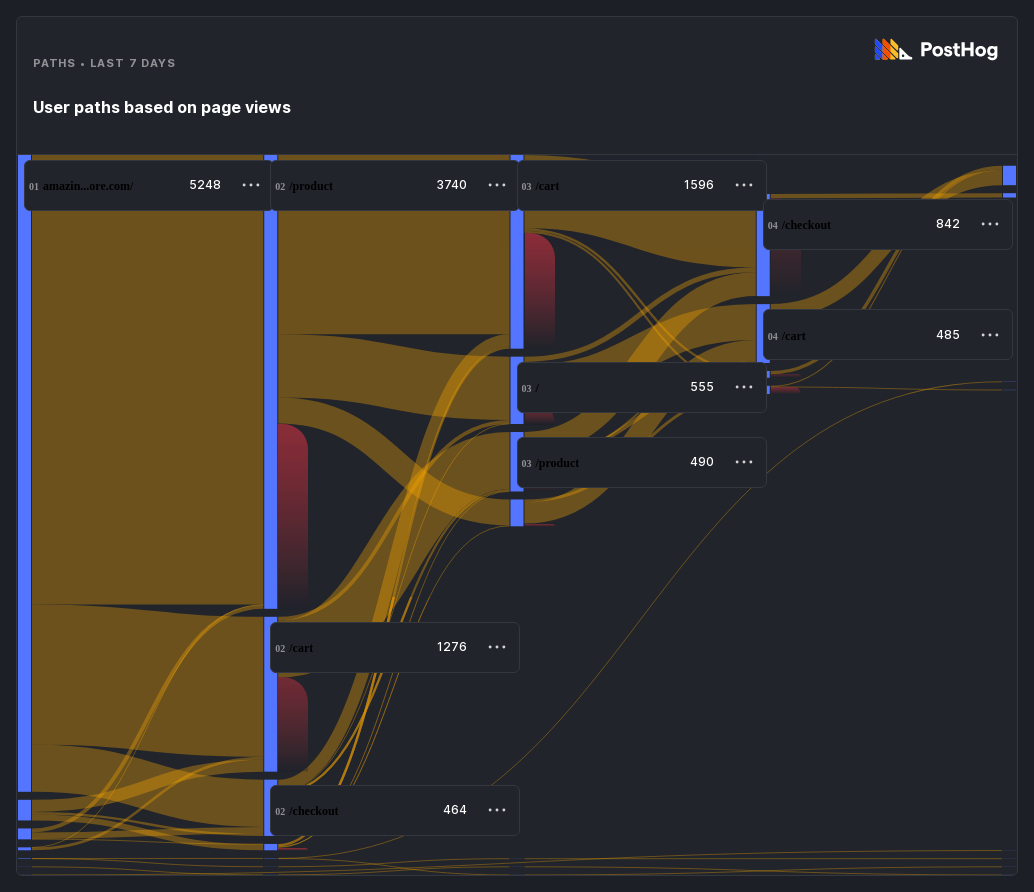 PostHog
PATHS • LAST 7 DAYS
User paths based on page views
01 amazin...ore.com/ 5248
02 /product 3740
03 /cart 1596
04 /checkout 842
04 /cart 485
03 / 555
03 /product 490
02 /cart 1276
02 /checkout 464